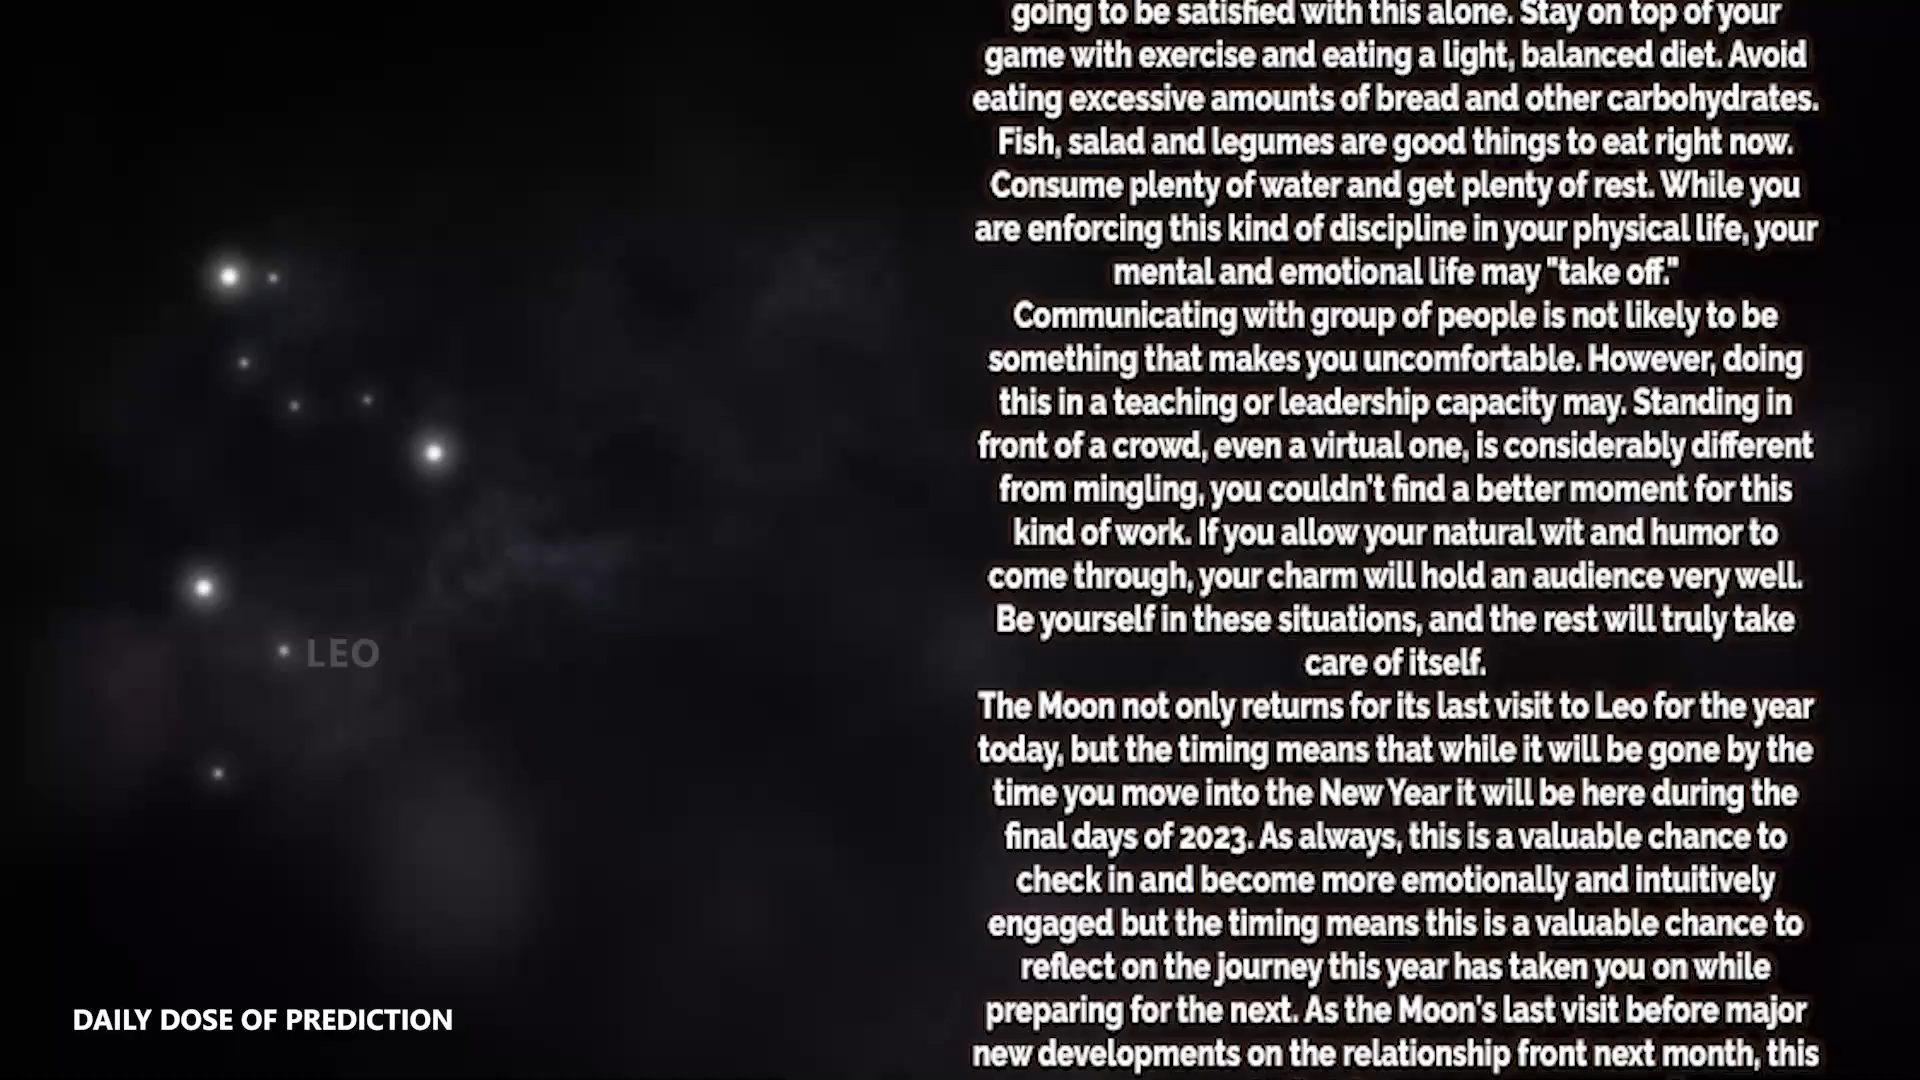 going to be satisfied with this alone. Stay on top of your
game with exercise and eating a light, balanced diet. Avoid
eating excessive amounts of bread and other carbohydrates.
Fish, salad and legumes are good things to eat right now.
Consume plenty of water and get plenty of rest. While you
are enforcing this kind of discipline in your physical life, your
mental and emotional life may "take off."
Communicating with group of people is not likely to be
something that makes you uncomfortable. However, doing
this in a teaching or leadership capacity may. Standing in
front of a crowd, even a virtual one, is considerably different
from mingling, you couldn't find a better moment for this
kind of work. If you allow your natural wit and humor to
come through, your charm will hold an audience very well.
Be yourself in these situations, and the rest will truly take
care of itself.
The Moon not only returns for its last visit to Leo for the year
today, but the timing means that while it will be gone by the
time you move into the New Year it will be here during the
final days of 2023. As always, this is a valuable chance to
check in and become more emotionally and intuitively
engaged but the timing means this is a valuable chance to
reflect on the journey this year has taken you on while
preparing for the next. As the Moon's last visit before major
new developments on the relationship front next month, this
LEO
DAILY DOSE OF PREDICTION